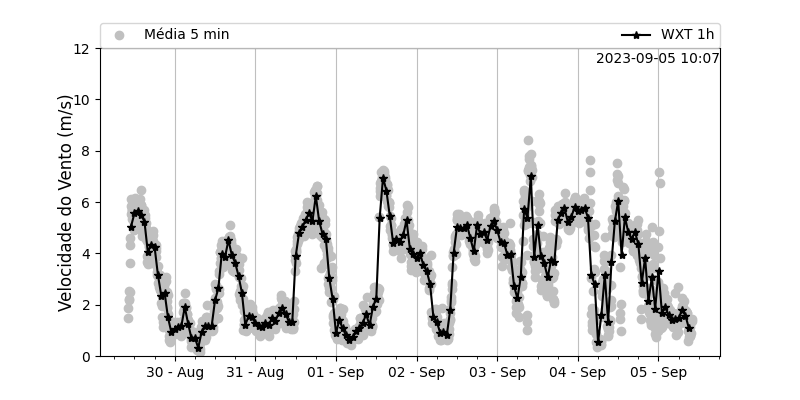 Média 5 min
WXT 1h
2023-09-05 10:07
12
10
8
6
4
2
0
Velocidade do Vento (m/s)
30 - Aug
31 - Aug
01 - Sep
02 - Sep
03 - Sep
04 - Sep
05 - Sep